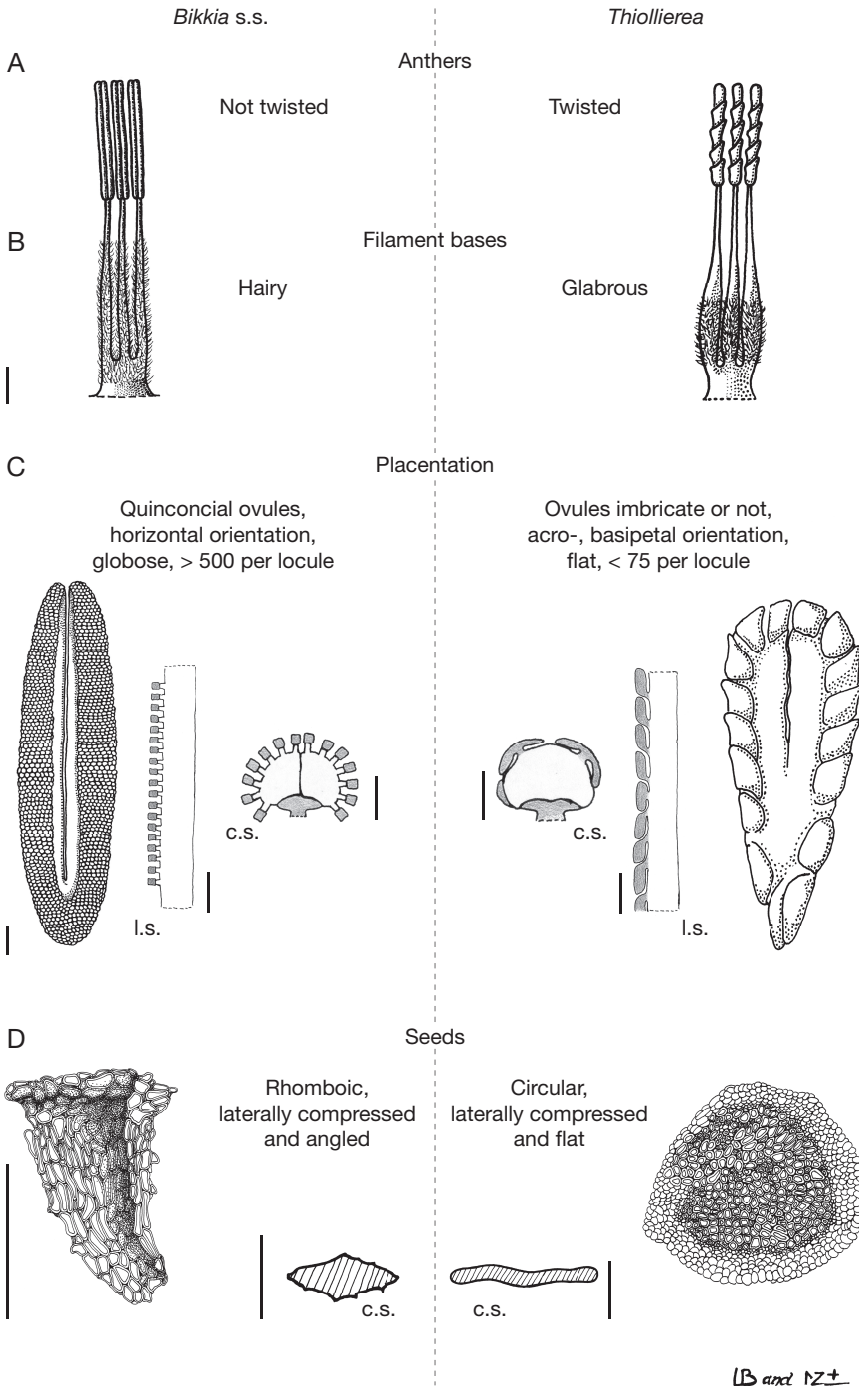 Bikkia s.s.
Thiollierea
A
Anthers
Not twisted
Twisted
B
Filament bases
Hairy
Glabrous
C
Placentation
Quinconcial ovules,
horizontal orientation,
globose, > 500 per locule
Ovules imbricate or not,
acro-, basipetal orientation,
flat, < 75 per locule
c.s.
c.s.
l.s.
l.s.
D
Seeds
Rhomboic,
laterally compressed
and angled
Circular,
laterally compressed
and flat
c.s.
c.s.
LB and